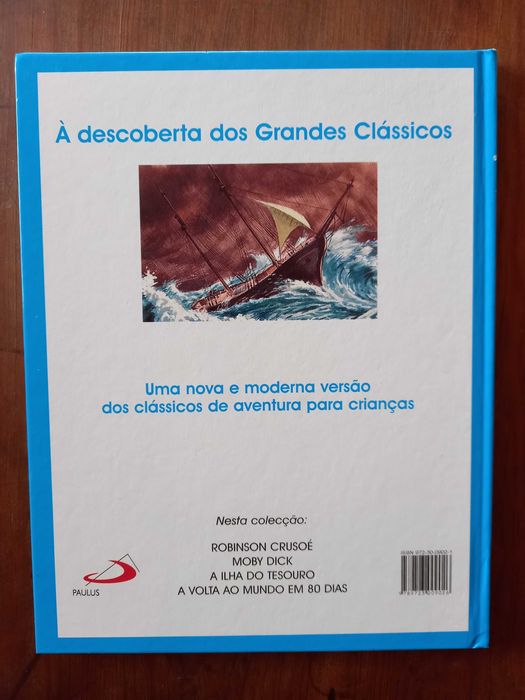 À descoberta dos Grandes Clássicos
Uma nova e moderna versão
dos clássicos de aventura para crianças
Nesta colecção:
ROBINSON CRUSOÉ
MOBY DICK
A ILHA DO TESOURO
A VOLTA AO MUNDO EM 80 DIAS
PAULUS